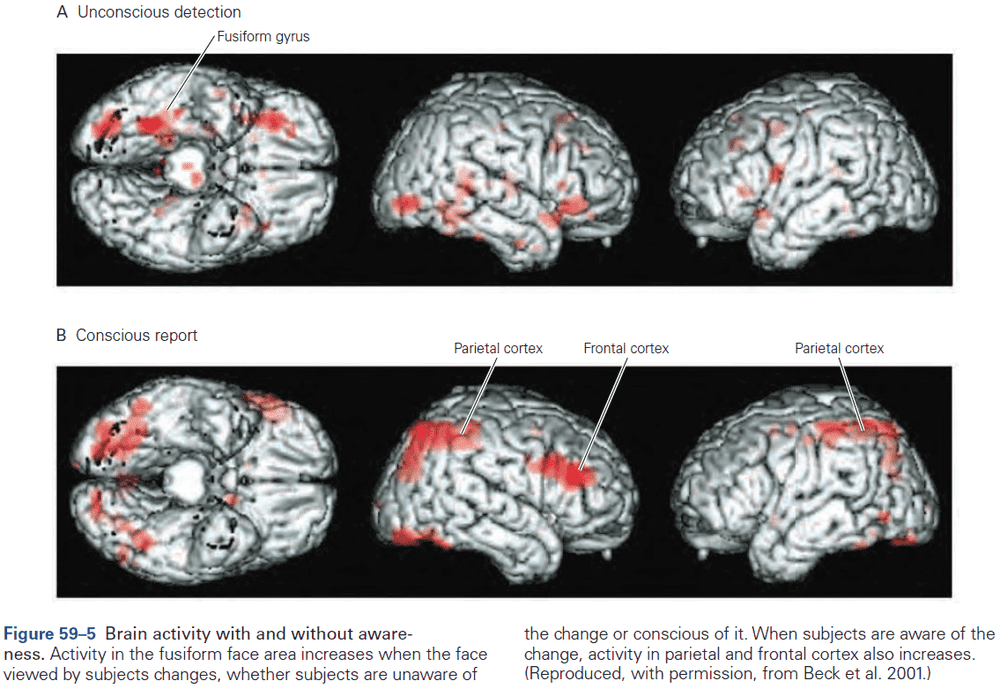 A Unconscious detection
Fusiform gyrus
B Conscious report
Parietal cortex
Frontal cortex
Parietal cortex
Figure 59–5 Brain activity with and without aware-
ness. Activity in the fusiform face area increases when the face
viewed by subjects changes, whether subjects are unaware of
the change or conscious of it. When subjects are aware of the
change, activity in parietal and frontal cortex also increases.
(Reproduced, with permission, from Beck et al. 2001.)